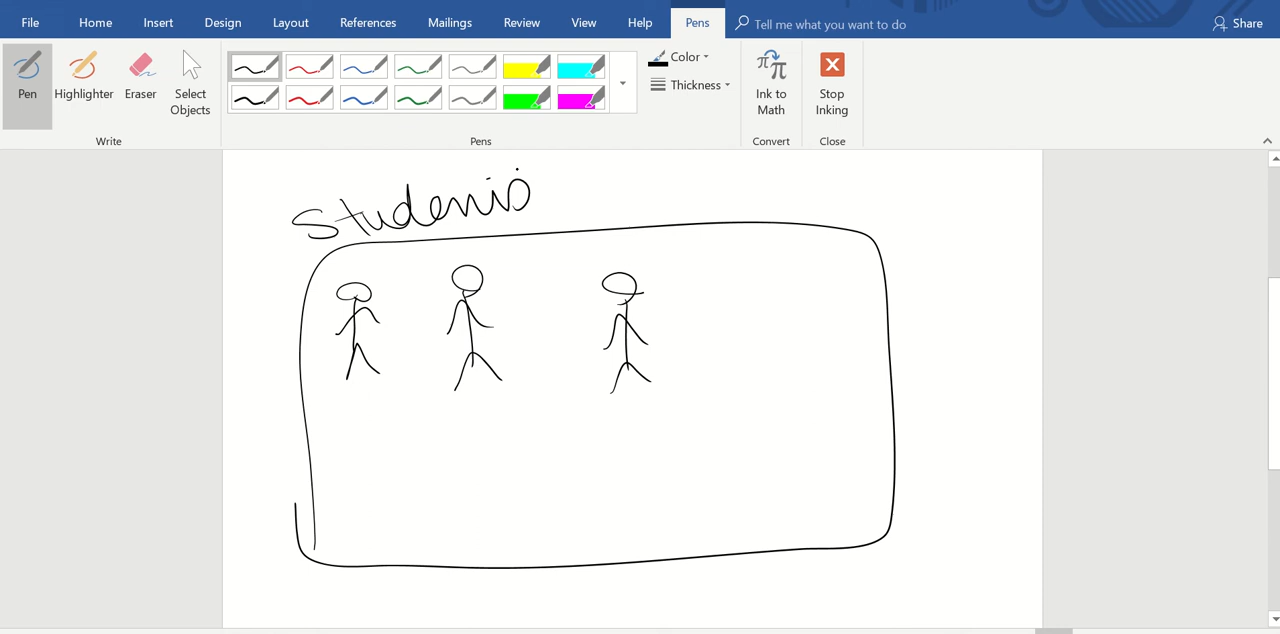 File Home Insert Design Layout References Mailings Review View Help Pens Tell me what you want to do Share
Pen Highlighter Eraser Select Objects Color Thickness Ink to Math Stop Inking
Write Pens Convert Close